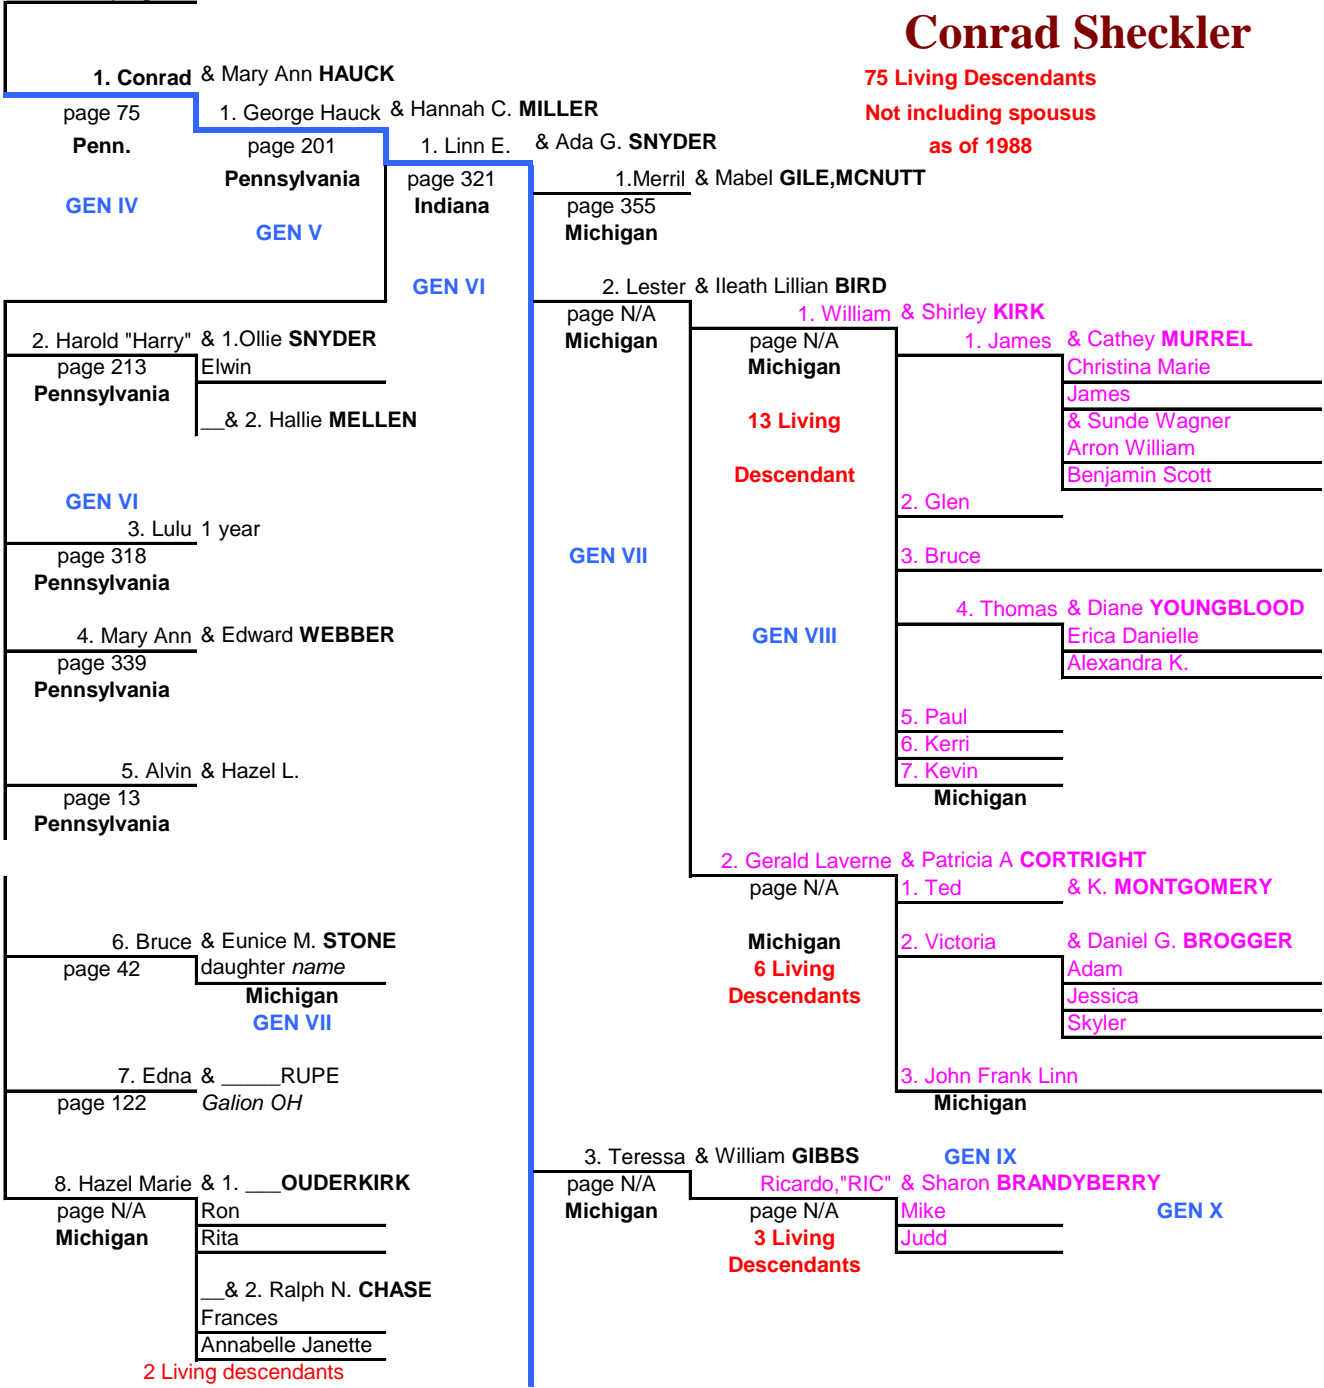 Conrad Sheckler
75 Living Descendants
Not including spousus
as of 1988
1. Conrad & Mary Ann HAUCK
page 75
Penn.
GEN IV
1. George Hauck & Hannah C. MILLER
page 201
Pennsylvania
GEN V
1. Linn E. & Ada G. SNYDER
page 321
Indiana
GEN VI
2. Harold "Harry" & 1.Ollie SNYDER
page 213
Pennsylvania
Elwin
__& 2. Hallie MELLEN
GEN VI
3. Lulu 1 year
page 318
Pennsylvania
4. Mary Ann & Edward WEBBER
page 339
Pennsylvania
5. Alvin & Hazel L.
page 13
Pennsylvania
6. Bruce & Eunice M. STONE
page 42
daughter name
Michigan
GEN VII
7. Edna & _____RUPE
page 122
Galion OH
8. Hazel Marie & 1. ___OUDERKIRK
page N/A
Michigan
Ron
Rita
__& 2. Ralph N. CHASE
Frances
Annabelle Janette
2 Living descendants
1.Merril & Mabel GILE,MCNUTT
page 355
Michigan
2. Lester & Ileath Lillian BIRD
page N/A
Michigan
GEN VII
1. William & Shirley KIRK
page N/A
Michigan
13 Living
Descendant
GEN VIII
1. James & Cathey MURREL
Christina Marie
James
& Sunde Wagner
Arron William
Benjamin Scott
2. Glen
3. Bruce
4. Thomas & Diane YOUNGBLOOD
Erica Danielle
Alexandra K.
5. Paul
6. Kerri
7. Kevin
Michigan
2. Gerald Laverne & Patricia A CORTRIGHT
page N/A
Michigan
6 Living
Descendants
1. Ted & K. MONTGOMERY
2. Victoria & Daniel G. BROGGER
Adam
Jessica
Skyler
3. John Frank Linn
Michigan
3. Teressa & William GIBBS
page N/A
Michigan
GEN IX
Ricardo,"RIC" & Sharon BRANDYBERRY
page N/A
3 Living
Descendants
Mike
Judd
GEN X